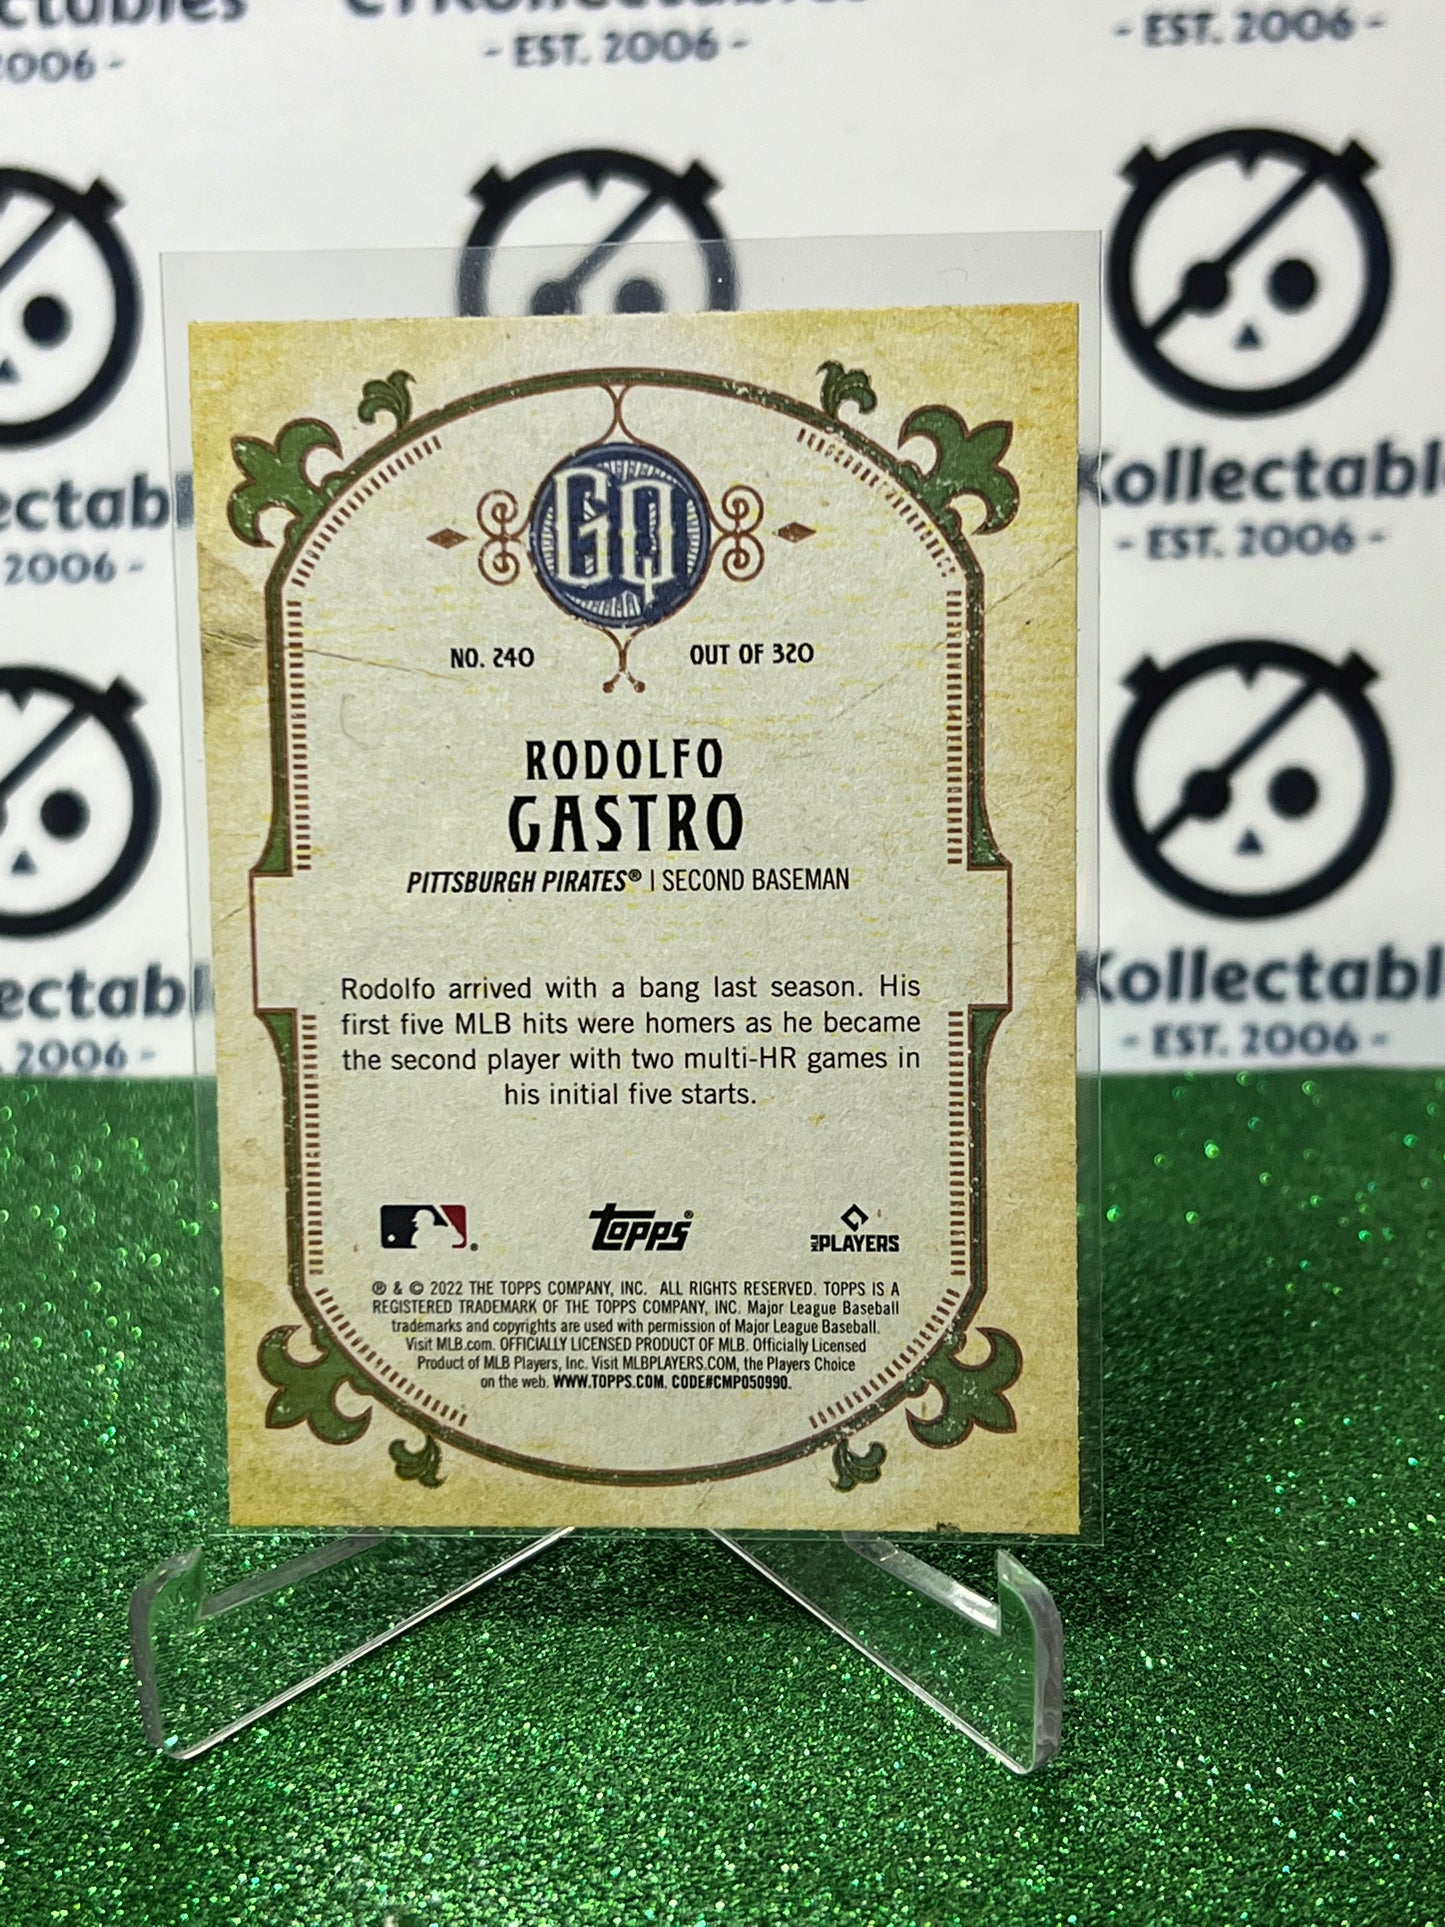 - EST. 2006 -
- EST. 2006 -
2006 -
GQ
NO. 240 OUT OF 320
RODOLFO
CASTRO
PITTSBURGH PIRATES® | SECOND BASEMAN
Rodolfo arrived with a bang last season. His
first five MLB hits were homers as he became
the second player with two multi-HR games in
his initial five starts.
TOPPS®
MLB PLAYERS
® & © 2022 THE TOPPS COMPANY, INC. ALL RIGHTS RESERVED. TOPPS IS A
REGISTERED TRADEMARK OF THE TOPPS COMPANY, INC. Major League Baseball
trademarks and copyrights are used with permission of Major League Baseball.
Visit MLB.com. OFFICIALLY LICENSED PRODUCT OF MLB. Officially Licensed
Product of MLB Players, Inc. Visit MLBPLAYERS.COM, the Players Choice
on the web. WWW.TOPPS.COM. CODE#CMP050990.
Kollectabl
- EST. 2006 -
ectab
2006 -
Kollectabl
- EST. 2006 -
ectabl
2006 -